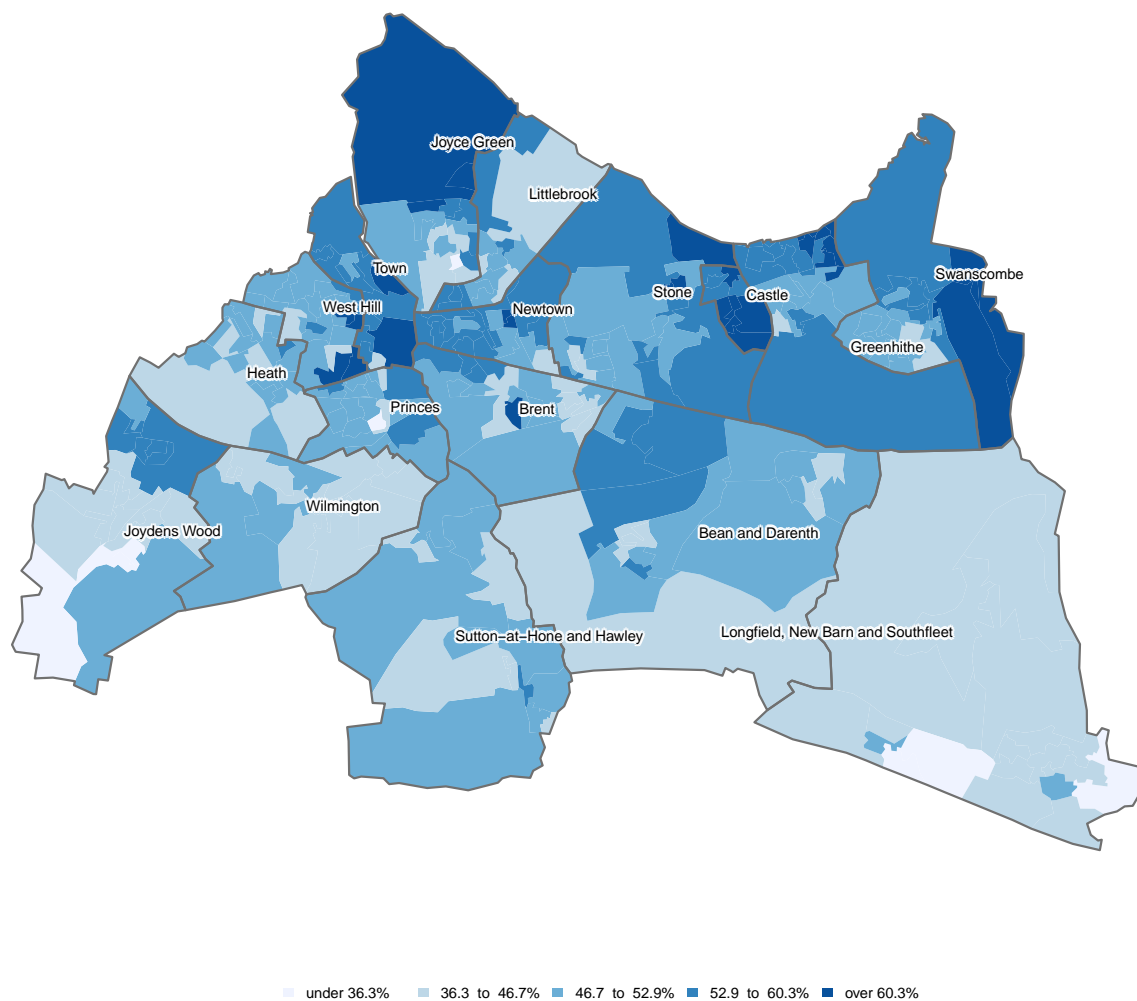 Joyce Green
Littlebrook
Town
Swanscombe
Stone
Castle
West Hill
Newtown
Greenhithe
Heath
Princes
Brent
Wilmington
Joydens Wood
Bean and Darenth
Sutton−at−Hone and Hawley
Longfield, New Barn and Southfleet
under 36.3% 36.3 to 46.7% 46.7 to 52.9% 52.9 to 60.3% over 60.3%